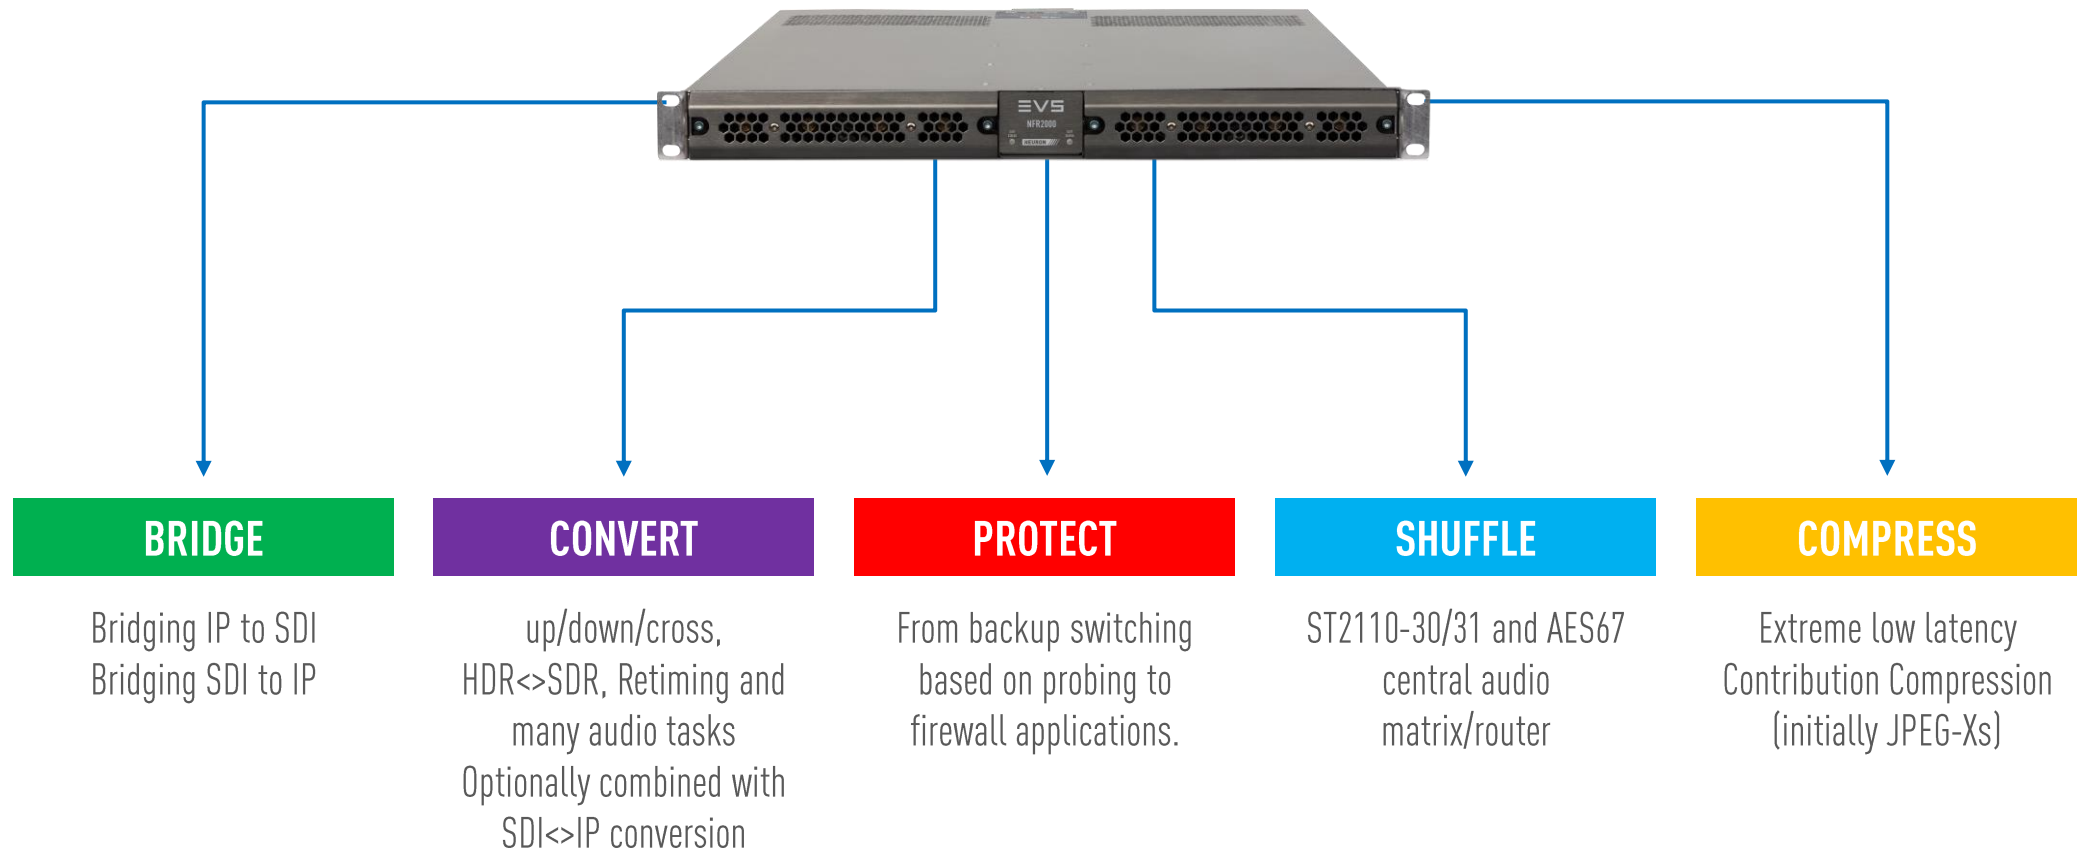 EVS
NFR2000
NEURON
BRIDGE
Bridging IP to SDI
Bridging SDI to IP
CONVERT
up/down/cross,
HDR<>SDR, Retiming and
many audio tasks
Optionally combined with
SDI<>IP conversion
PROTECT
From backup switching
based on probing to
firewall applications.
SHUFFLE
ST2110-30/31 and AES67
central audio
matrix/router
COMPRESS
Extreme low latency
Contribution Compression
(initially JPEG-Xs)